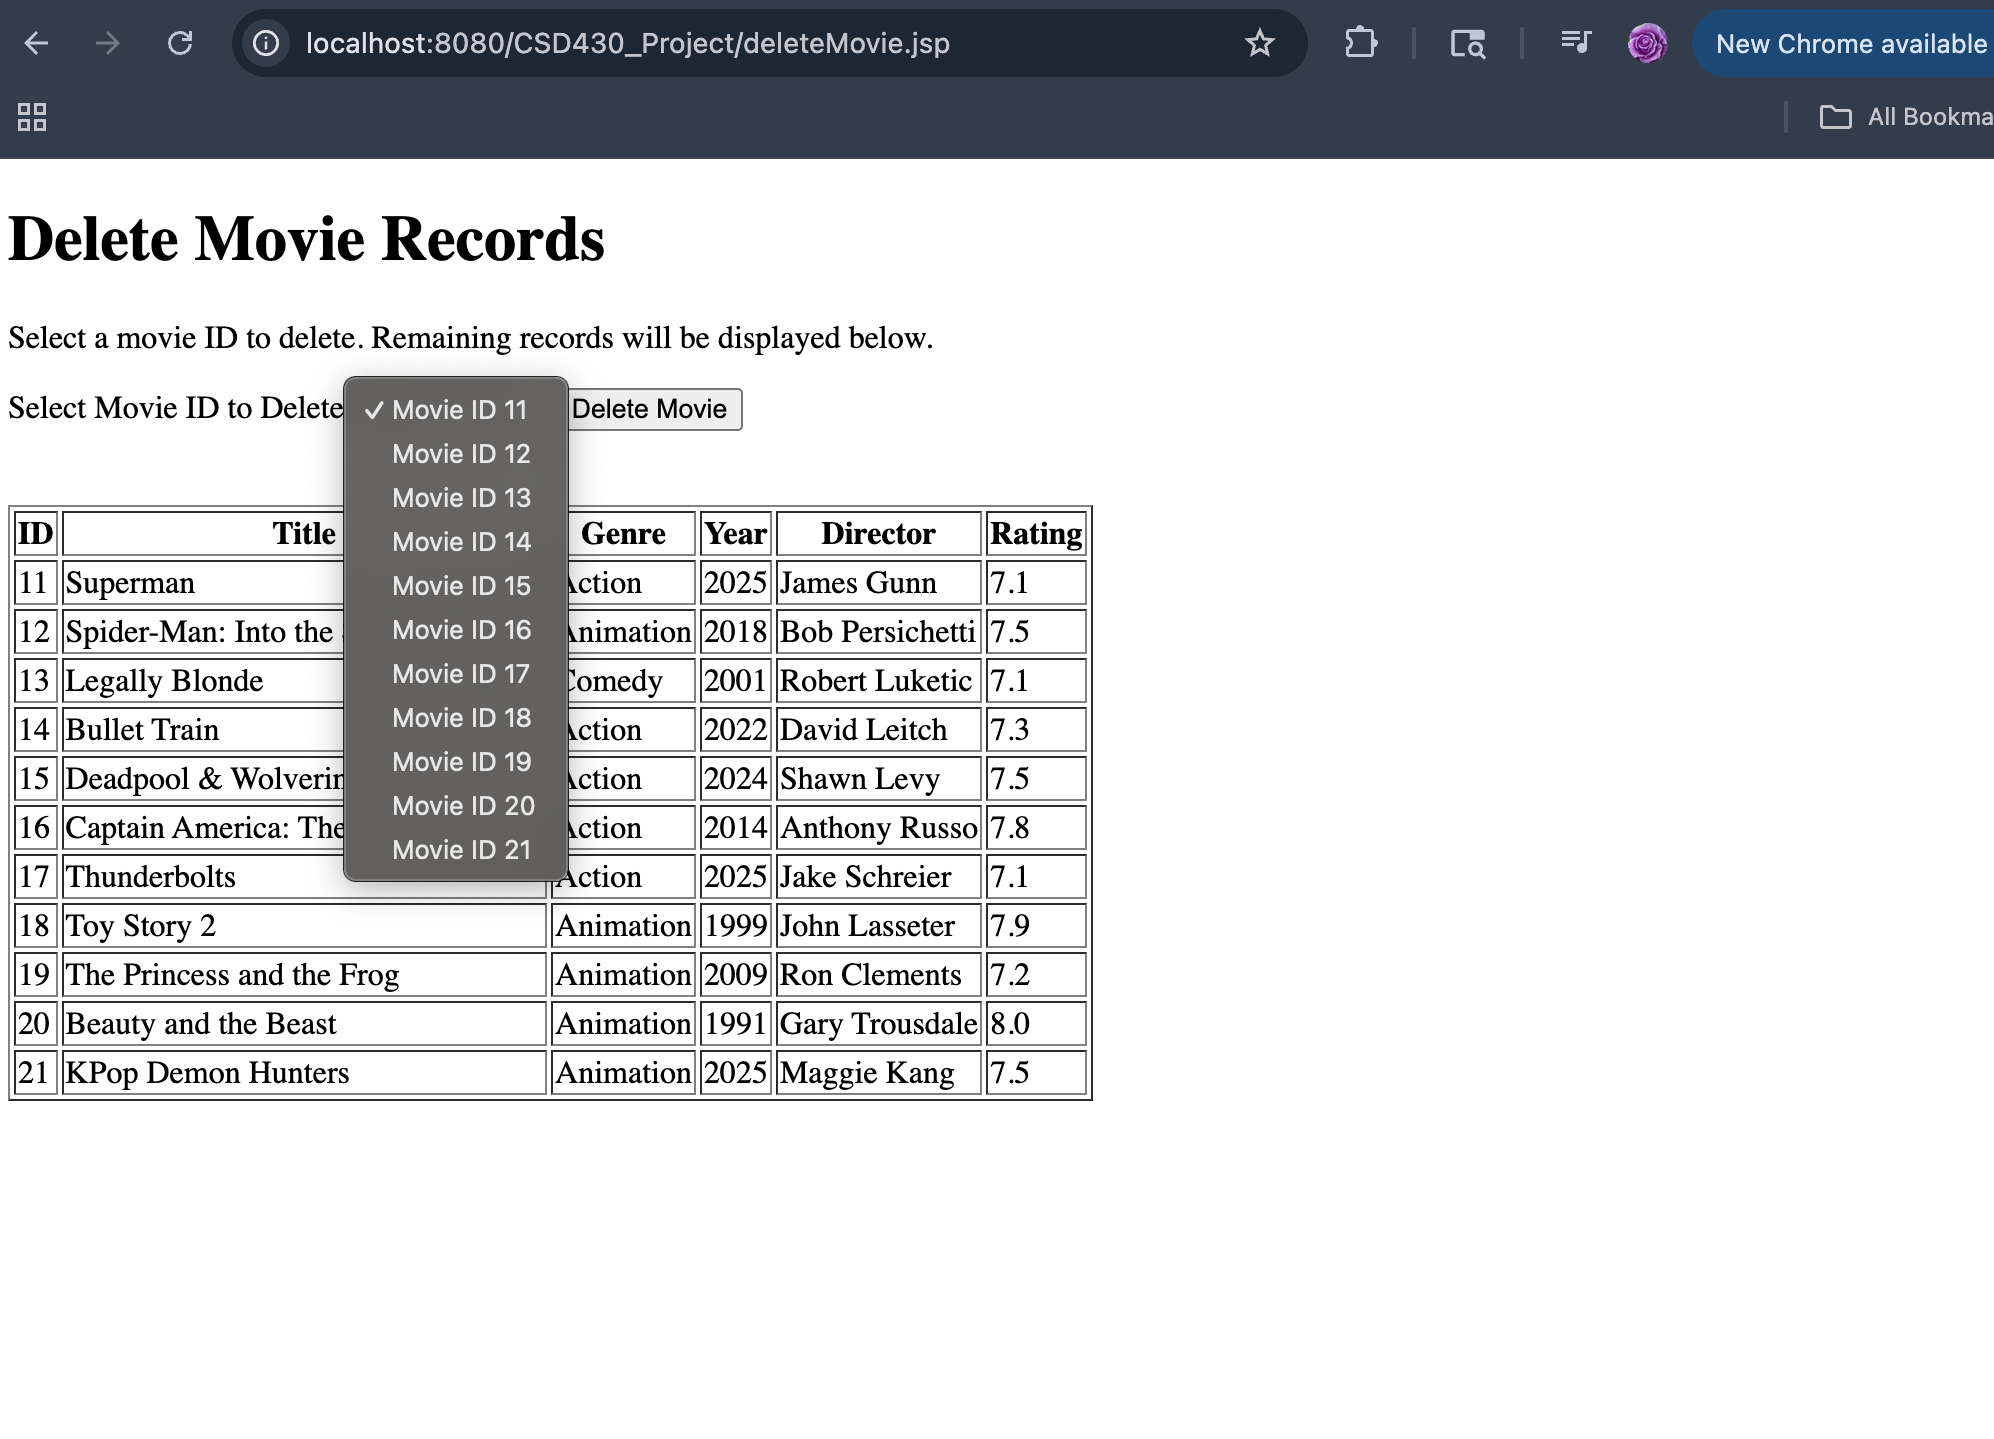 localhost:8080/CSD430_Project/deleteMovie.jsp New Chrome available
All Bookma
Delete Movie Records
Select a movie ID to delete. Remaining records will be displayed below.
Select Movie ID to Delete Delete Movie
✓ Movie ID 11
Movie ID 12
Movie ID 13
Movie ID 14
Movie ID 15
Movie ID 16
Movie ID 17
Movie ID 18
Movie ID 19
Movie ID 20
Movie ID 21
ID Title Genre Year Director Rating
11 Superman Action 2025 James Gunn 7.1
12 Spider-Man: Into the Animation 2018 Bob Persichetti 7.5
13 Legally Blonde Comedy 2001 Robert Luketic 7.1
14 Bullet Train Action 2022 David Leitch 7.3
15 Deadpool & Wolverin Action 2024 Shawn Levy 7.5
16 Captain America: The Action 2014 Anthony Russo 7.8
17 Thunderbolts Action 2025 Jake Schreier 7.1
18 Toy Story 2 Animation 1999 John Lasseter 7.9
19 The Princess and the Frog Animation 2009 Ron Clements 7.2
20 Beauty and the Beast Animation 1991 Gary Trousdale 8.0
21 KPop Demon Hunters Animation 2025 Maggie Kang 7.5